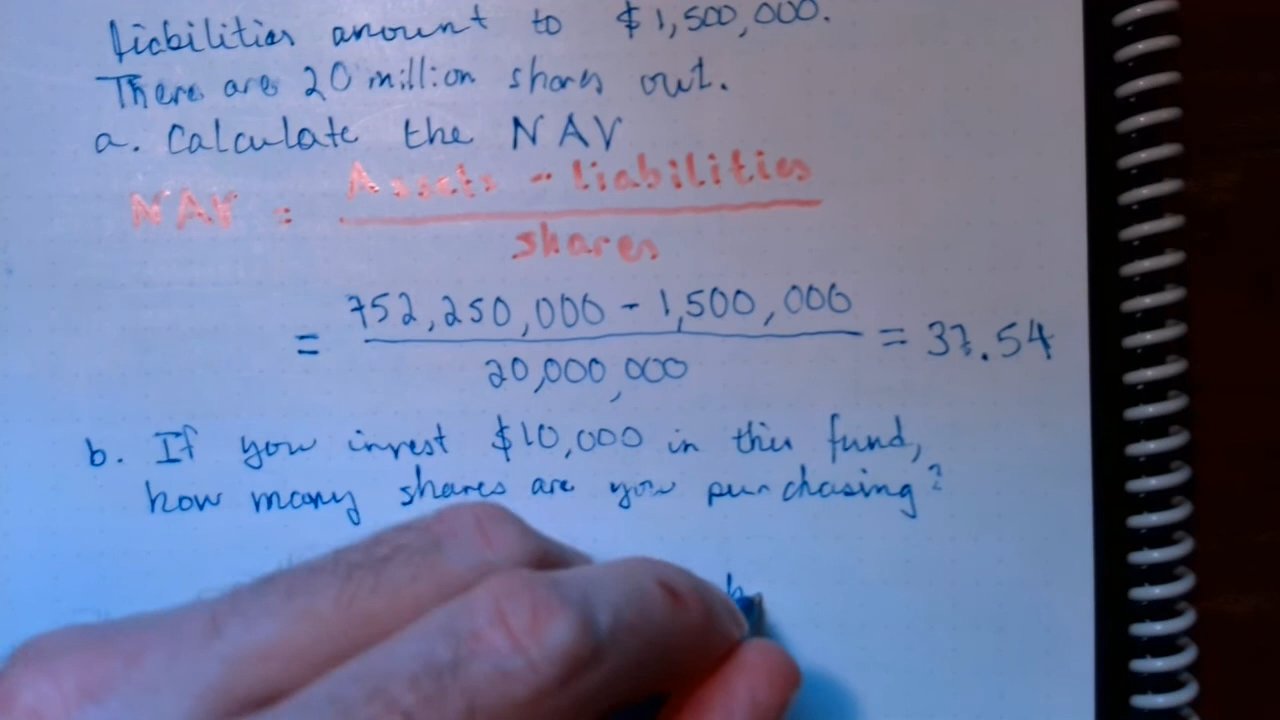 Liabilities amount to $1,500,000.
There are 20 million shares out.
a. Calculate the NAV
NAV = Assets - Liabilities
shares
= 752,250,000 - 1,500,000 = 37.54
20,000,000
b. If you invest $10,000 in this fund,
how many shares are you purchasing?